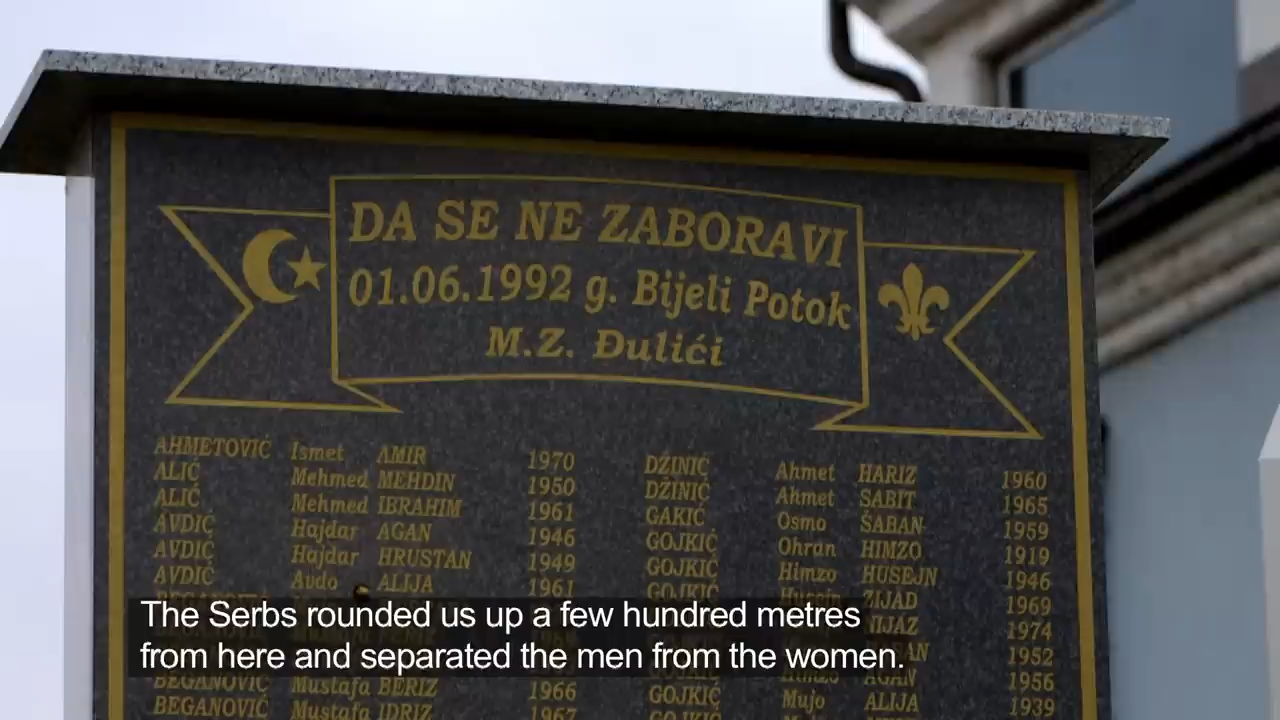 DA SE NE ZABORAVI
01.06.1992 g. Bijeli Potok
M.Z. Đulići
AHMETOVIĆ Ismet AMIR 1970
ALIĆ Mehmed MEHDIN 1950
ALIĆ Mehmed IBRAHIM 1961
AVDIĆ Hajdar AGAN 1946
AVDIĆ Hajdar HRUSTAN 1949
AVDIĆ Avdo ALIJA 1961
BEGANOVIĆ Mustafa BERIZ 1966
BEGANOVIĆ Mustafa IDRIZ 1967
DŽINIĆ Ahmet HARIZ 1960
DŽINIĆ Ahmet SABIT 1965
GAKIĆ Osmo ŠABAN 1959
GOJKIĆ Ohran HIMZO 1919
GOJKIĆ Himzo HUSEJN 1946
GOJKIĆ ZIJAD 1969
NIJAZ 1974
1952
GOJKIĆ AGAN 1956
GOJKIĆ Mujo ALIJA 1939
The Serbs rounded us up a few hundred metres
from here and separated the men from the women.